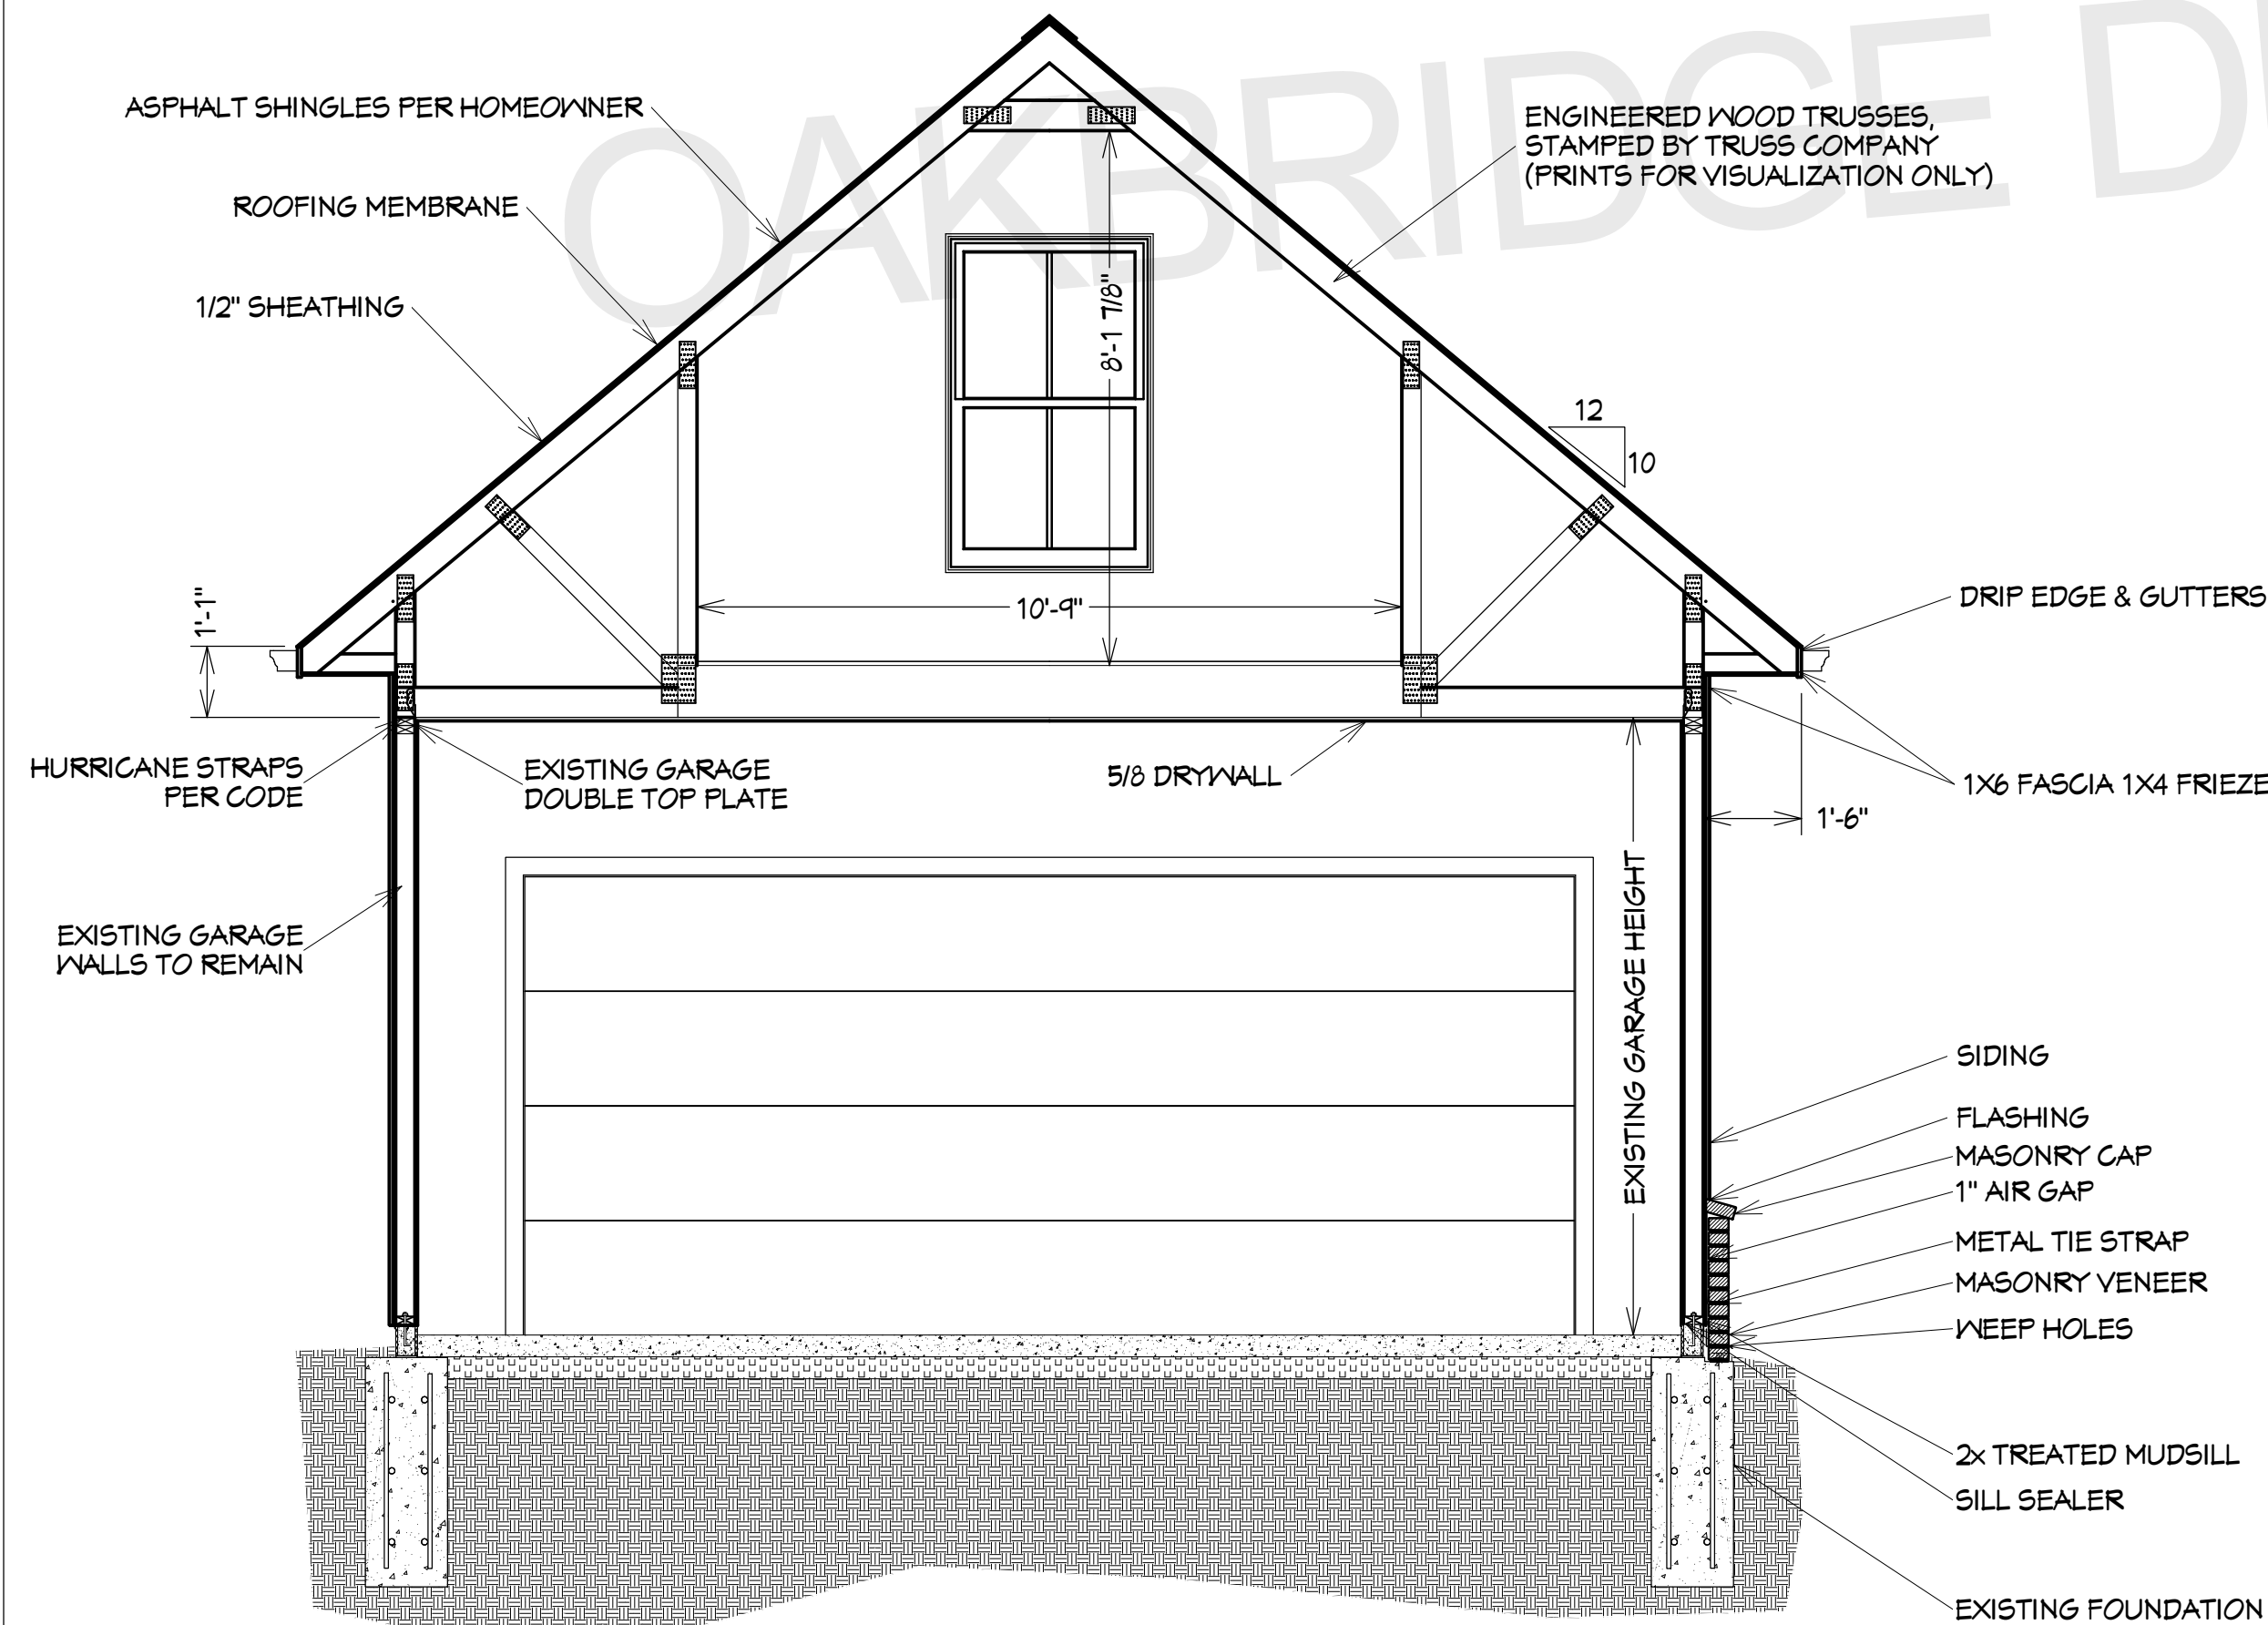 OAKBRIDGE
ASPHALT SHINGLES PER HOMEOWNER
ENGINEERED WOOD TRUSSES,
STAMPED BY TRUSS COMPANY
(PRINTS FOR VISUALIZATION ONLY)
ROOFING MEMBRANE
1/2" SHEATHING
8'-1 7/8"
12
10
10'-9"
1'-1"
DRIP EDGE & GUTTERS
HURRICANE STRAPS
PER CODE
EXISTING GARAGE
DOUBLE TOP PLATE
5/8 DRYWALL
1X6 FASCIA 1X4 FRIEZE
1'-6"
EXISTING GARAGE HEIGHT
EXISTING GARAGE
WALLS TO REMAIN
SIDING
FLASHING
MASONRY CAP
1" AIR GAP
METAL TIE STRAP
MASONRY VENEER
WEEP HOLES
2x TREATED MUDSILL
SILL SEALER
EXISTING FOUNDATION